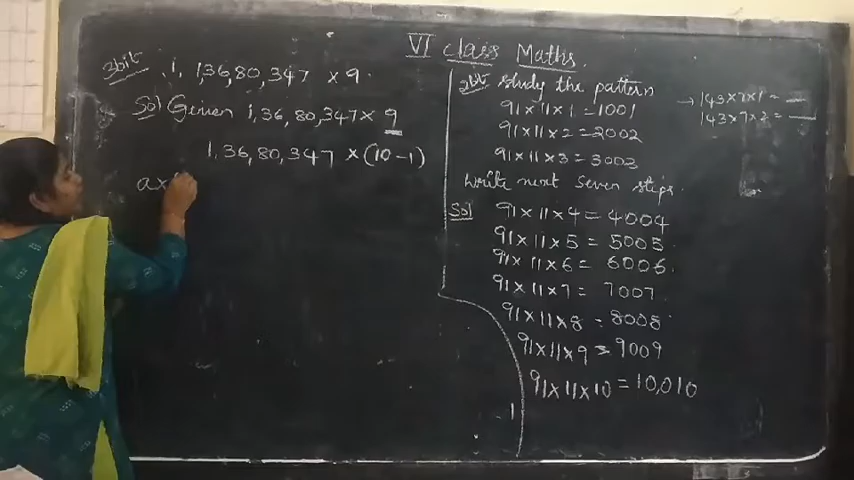 VI class Maths.
3bit 1, 1,36,80,347 × 9.
Sol Given 1,36,80,347 × 9
1,36,80,347 × (10-1)
a×
2bit study the pattern
91×11×1=1001
91×11×2=2002
91×11×3=3003
Write next seven steps.
Sol 91×11×4=4004
91×11×5=5005
91×11×6=6006
91×11×7=7007
91×11×8=8008
91×11×9=9009
91×11×10=10,010
→143×7×1=
143×7×2=